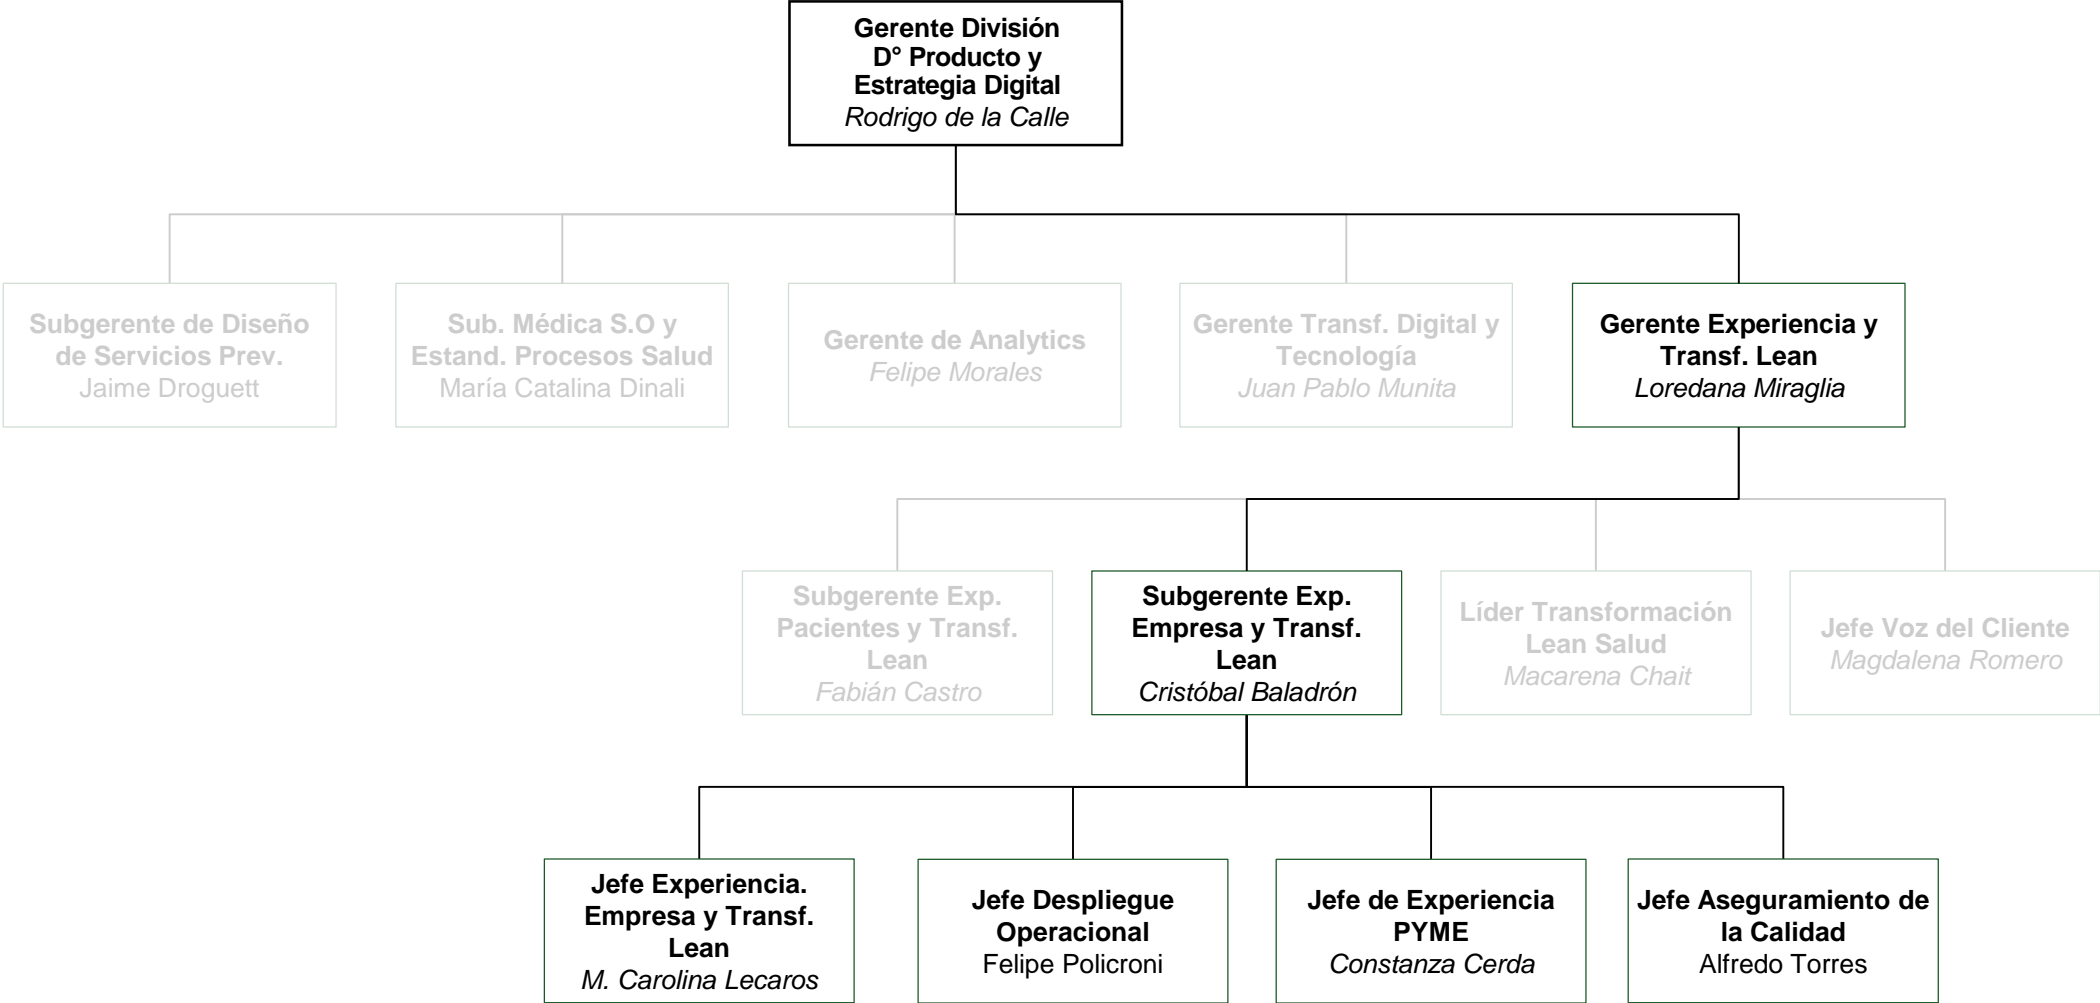 Gerente División
D° Producto y
Estrategia Digital
Rodrigo de la Calle
Subgerente de Diseño
de Servicios Prev.
Jaime Droguett
Sub. Médica S.O y
Estand. Procesos Salud
María Catalina Dinali
Gerente de Analytics
Felipe Morales
Gerente Transf. Digital y
Tecnología
Juan Pablo Munita
Gerente Experiencia y
Transf. Lean
Loredana Miraglia
Subgerente Exp.
Pacientes y Transf.
Lean
Fabián Castro
Subgerente Exp.
Empresa y Transf.
Lean
Cristóbal Baladrón
Líder Transformación
Lean Salud
Macarena Chait
Jefe Voz del Cliente
Magdalena Romero
Jefe Experiencia.
Empresa y Transf.
Lean
M. Carolina Lecaros
Jefe Despliegue
Operacional
Felipe Policroni
Jefe de Experiencia
PYME
Constanza Cerda
Jefe Aseguramiento de
la Calidad
Alfredo Torres